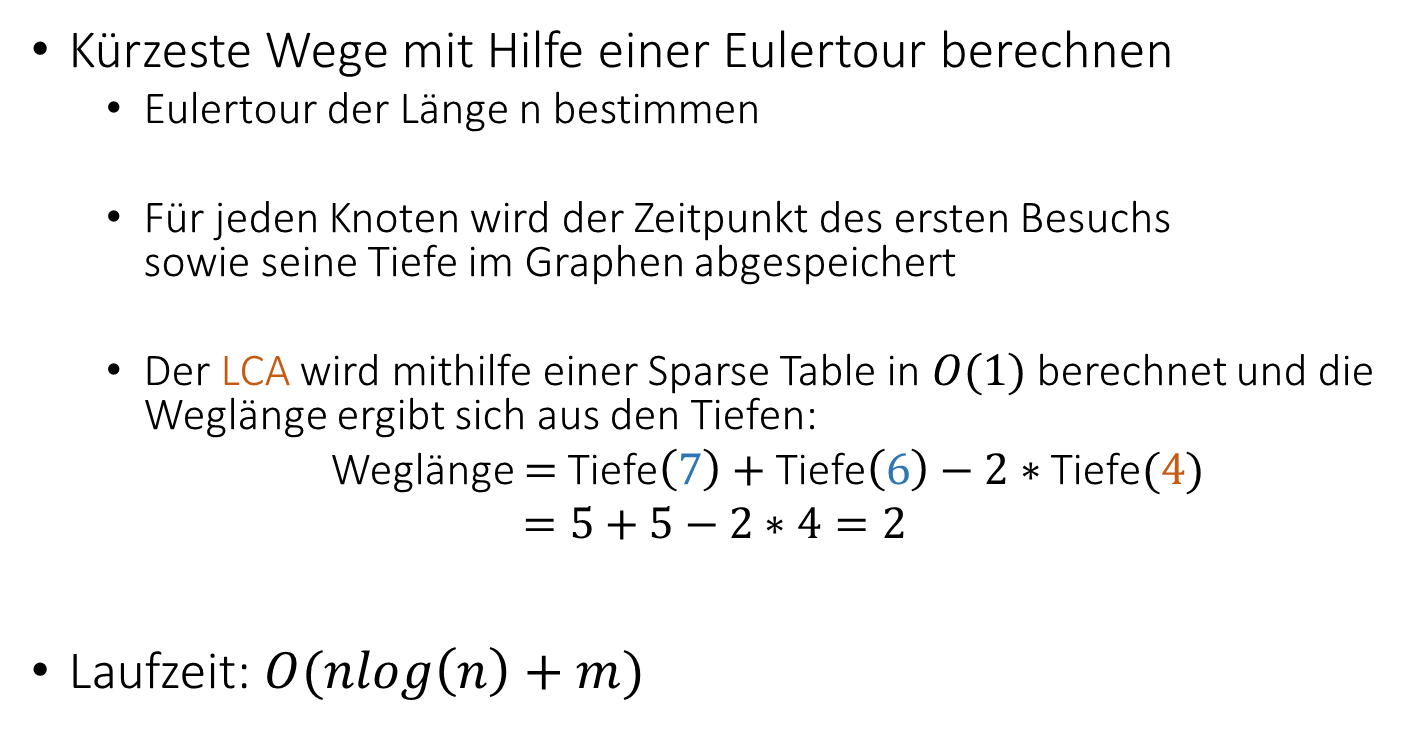 • Kürzeste Wege mit Hilfe einer Eulertour berechnen
• Eulertour der Länge n bestimmen
• Für jeden Knoten wird der Zeitpunkt des ersten Besuchs
sowie seine Tiefe im Graphen abgespeichert
• Der LCA wird mithilfe einer Sparse Table in O(1) berechnet und die
Weglänge ergibt sich aus den Tiefen:
Weglänge = Tiefe(7) + Tiefe(6) − 2 ∗ Tiefe(4)
= 5 + 5 − 2 ∗ 4 = 2
• Laufzeit: O(nlog(n) + m)